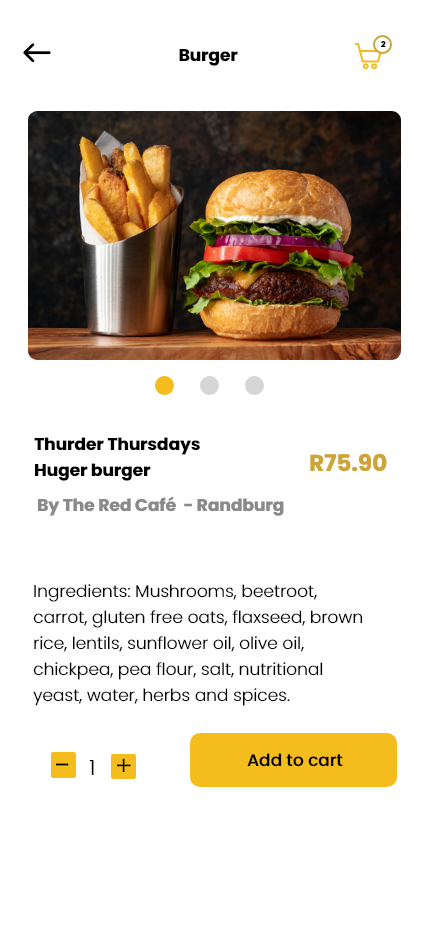 Burger
2
Thurder Thursdays
Huger burger
R75.90
By The Red Café - Randburg
Ingredients: Mushrooms, beetroot,
carrot, gluten free oats, flaxseed, brown
rice, lentils, sunflower oil, olive oil,
chickpea, pea flour, salt, nutritional
yeast, water, herbs and spices.
1
Add to cart